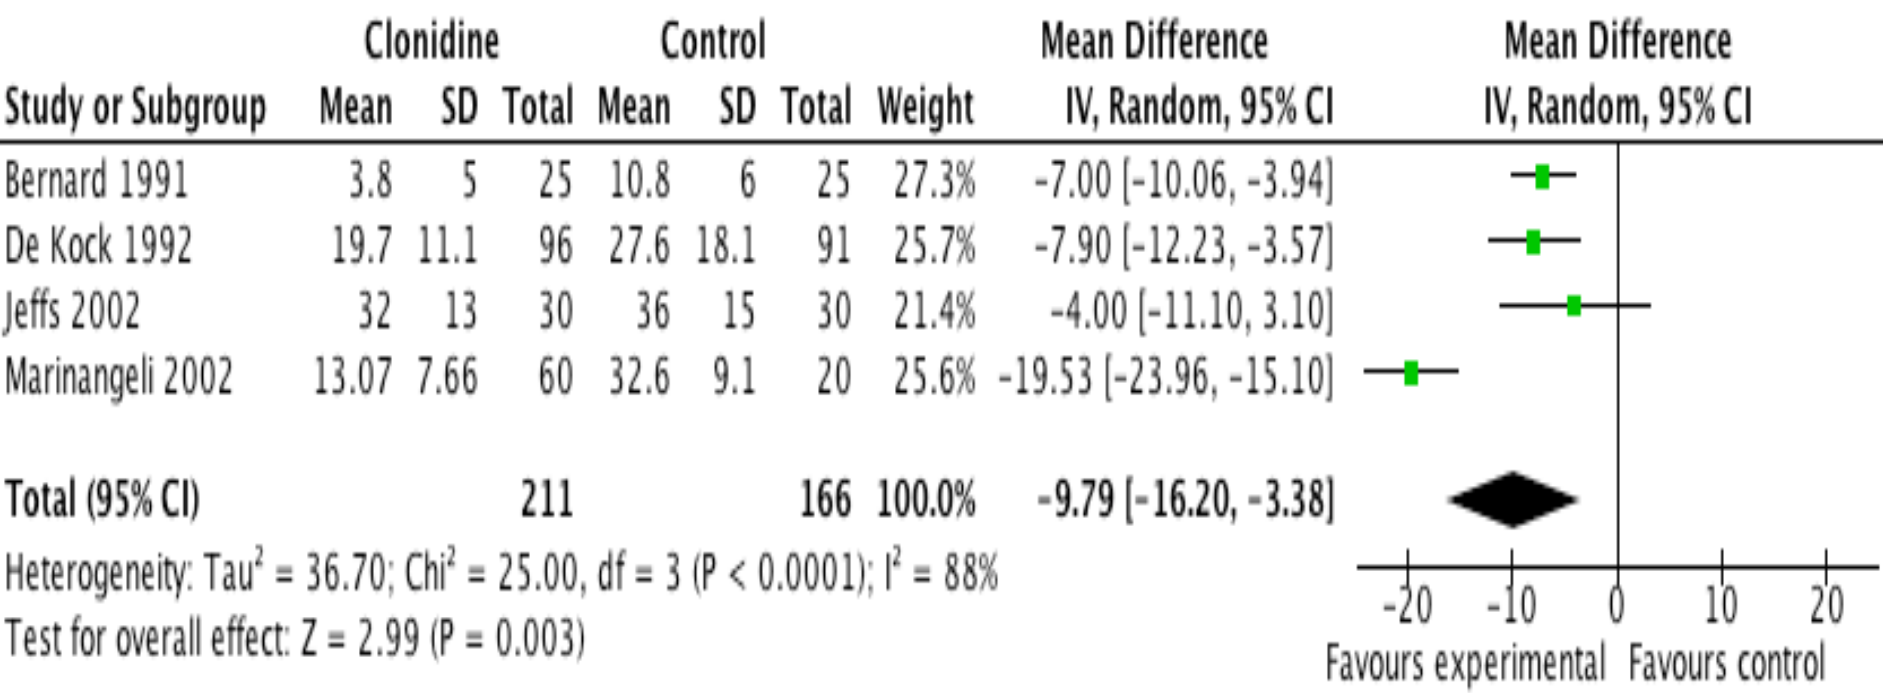 Clonidine Control Mean Difference Mean Difference
Study or Subgroup Mean SD Total Mean SD Total Weight IV, Random, 95% CI IV, Random, 95% CI
Bernard 1991 3.8 5 25 10.8 6 25 27.3% −7.00 [−10.06, −3.94]
De Kock 1992 19.7 11.1 96 27.6 18.1 91 25.7% −7.90 [−12.23, −3.57]
Jeffs 2002 32 13 30 36 15 30 21.4% −4.00 [−11.10, 3.10]
Marinangeli 2002 13.07 7.66 60 32.6 9.1 20 25.6% −19.53 [−23.96, −15.10]
Total (95% CI) 211 166 100.0% −9.79 [−16.20, −3.38]
Heterogeneity: Tau² = 36.70; Chi² = 25.00, df = 3 (P < 0.0001); I² = 88%
Test for overall effect: Z = 2.99 (P = 0.003)
−20 −10 0 10 20
Favours experimental Favours control